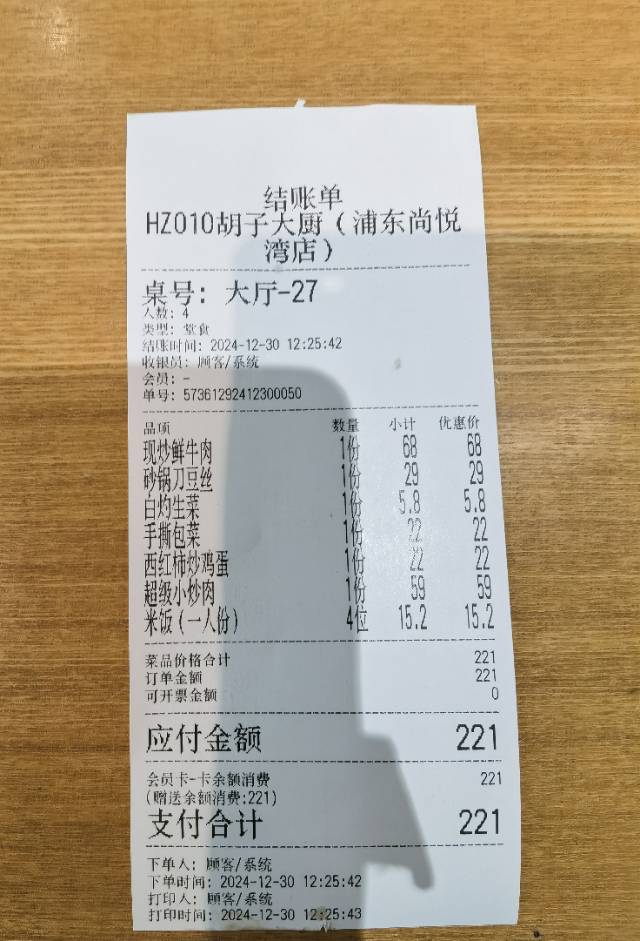 结账单
HZ010胡子大厨（浦东尚悦
湾店）
桌号: 大厅-27
人数: 4
类型: 堂食
结账时间: 2024-12-30 12:25:42
收银员: 顾客/系统
会员: -
单号: 57361292412300050
品项 数量 小计 优惠价
现炒鲜牛肉 1份 68 68
砂锅刀豆丝 1份 29 29
白灼生菜 1份 5.8 5.8
手撕包菜 1份 22 22
西红柿炒鸡蛋 1份 22 22
超级小炒肉 1份 59 59
米饭（一人份） 4位 15.2 15.2
菜品价格合计 221
订单金额 221
可开票金额 0
应付金额 221
会员卡-卡余额消费 221
(赠送余额消费:221)
支付合计 221
下单人: 顾客/系统
下单时间: 2024-12-30 12:25:42
打印人: 顾客/系统
打印时间: 2024-12-30 12:25:43